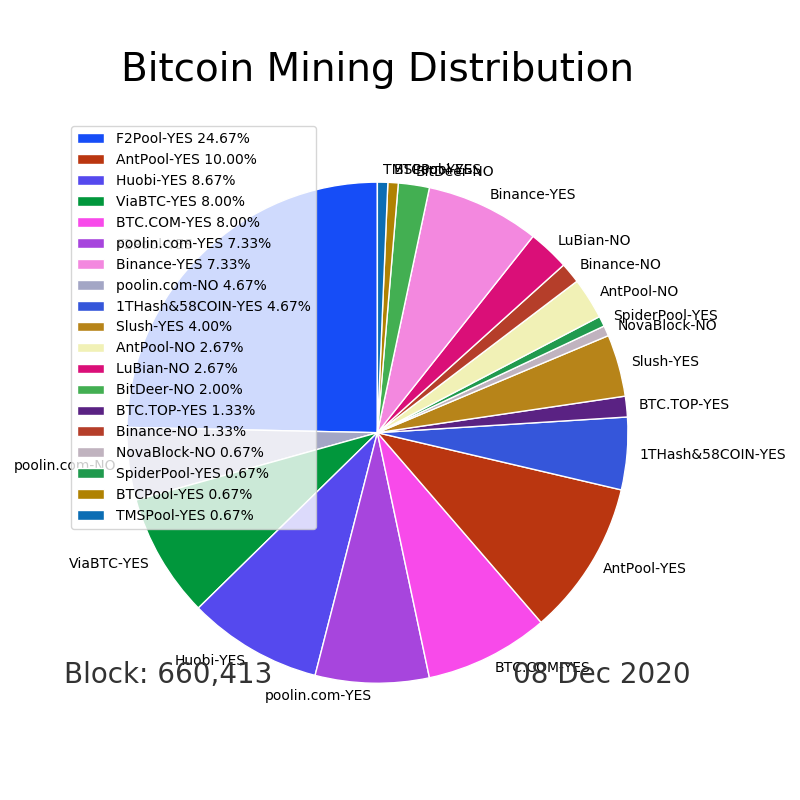 Bitcoin Mining Distribution
F2Pool-YES 24.67%
AntPool-YES 10.00%
Huobi-YES 8.67%
ViaBTC-YES 8.00%
BTC.COM-YES 8.00%
poolin.com-YES 7.33%
Binance-YES 7.33%
poolin.com-NO 4.67%
1THash&58COIN-YES 4.67%
Slush-YES 4.00%
AntPool-NO 2.67%
LuBian-NO 2.67%
BitDeer-NO 2.00%
BTC.TOP-YES 1.33%
Binance-NO 1.33%
NovaBlock-NO 0.67%
SpiderPool-YES 0.67%
BTCPool-YES 0.67%
TMSPool-YES 0.67%
TMSPool-YES
BTCPool-YES
BitDeer-NO
Binance-YES
LuBian-NO
Binance-NO
AntPool-NO
SpiderPool-YES
NovaBlock-NO
Slush-YES
BTC.TOP-YES
1THash&58COIN-YES
AntPool-YES
BTC.COM-YES
poolin.com-YES
Huobi-YES
ViaBTC-YES
poolin.com-NO
Block: 660,413
08 Dec 2020